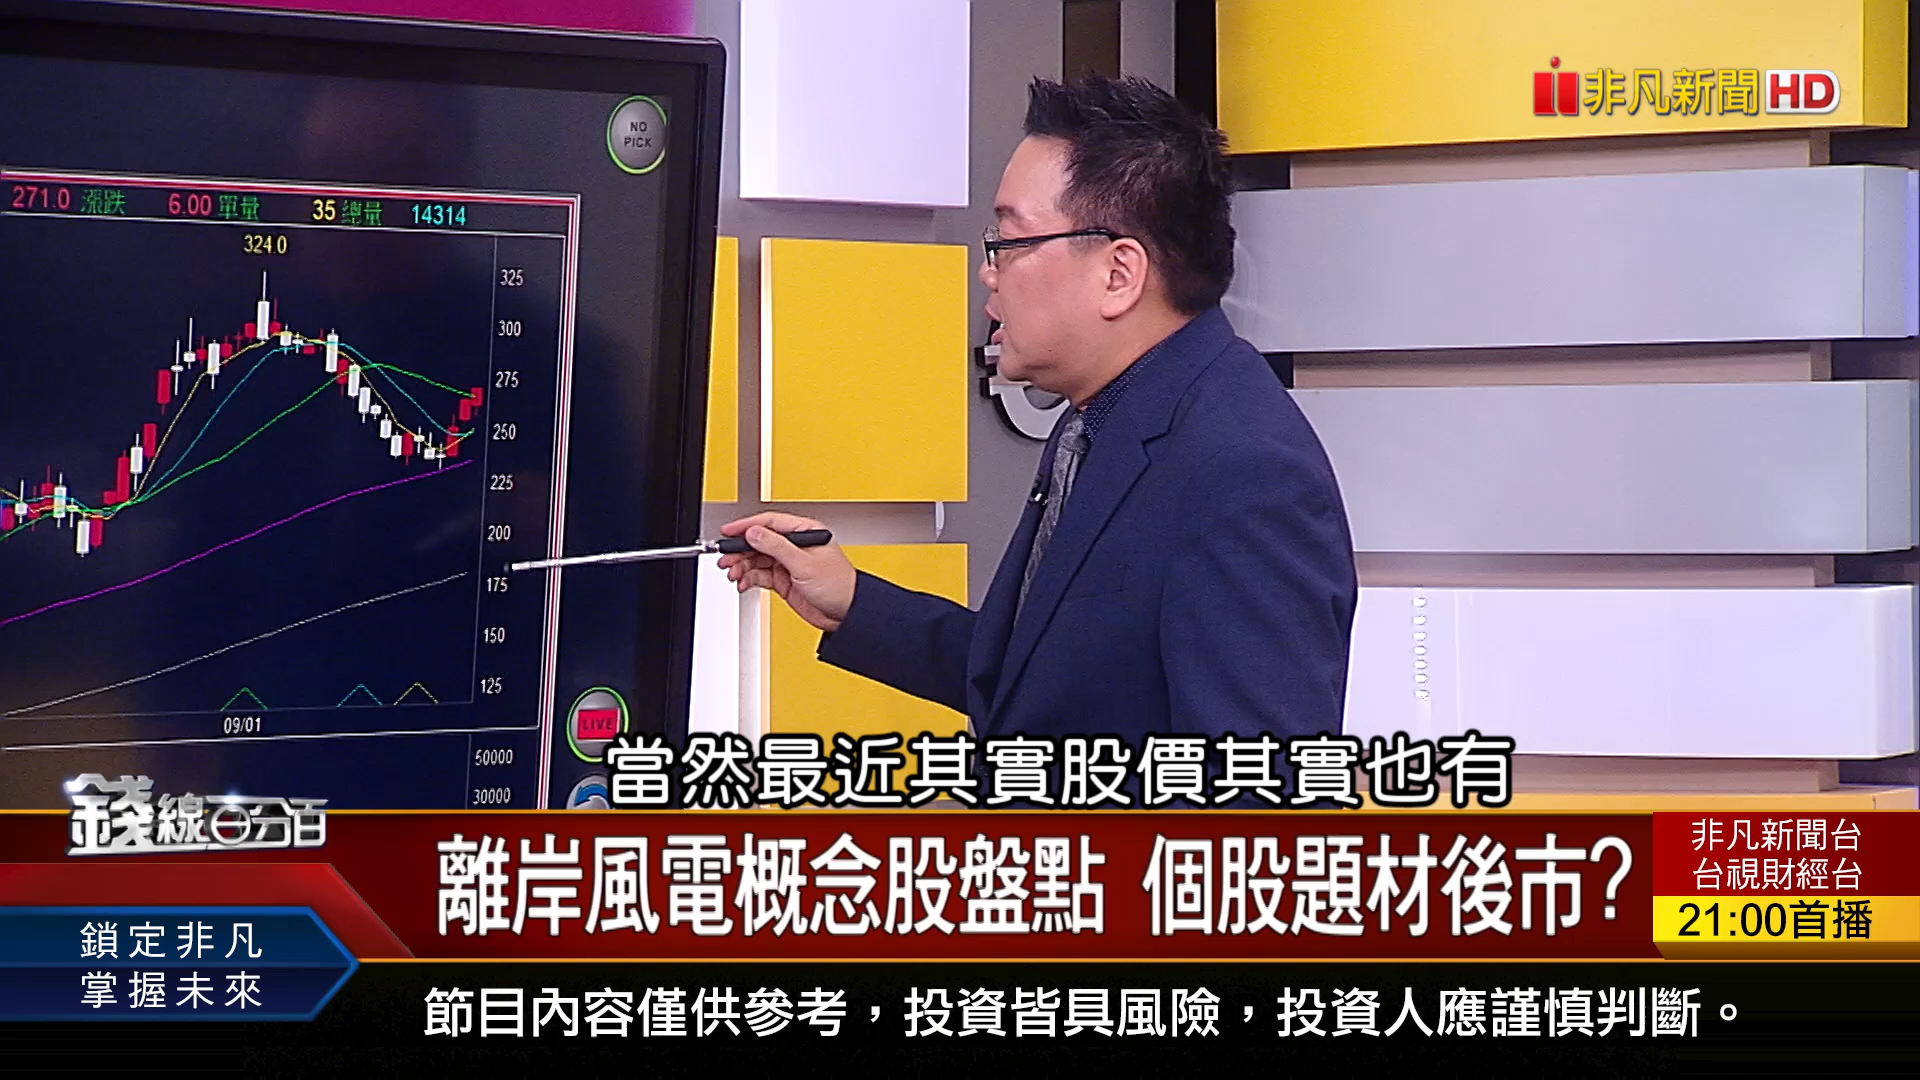 非凡新聞HD
NO
PICK
271.0 漲跌 6.00 單量 35 總量 14314
324.0
325
300
275
250
225
200
175
150
125
09/01
50000
30000
LIVE
當然最近其實股價其實也有
錢線百分百
離岸風電概念股盤點 個股題材後市?
非凡新聞台
台視財經台
21:00首播
鎖定非凡
掌握未來
節目內容僅供參考，投資皆具風險，投資人應謹慎判斷。